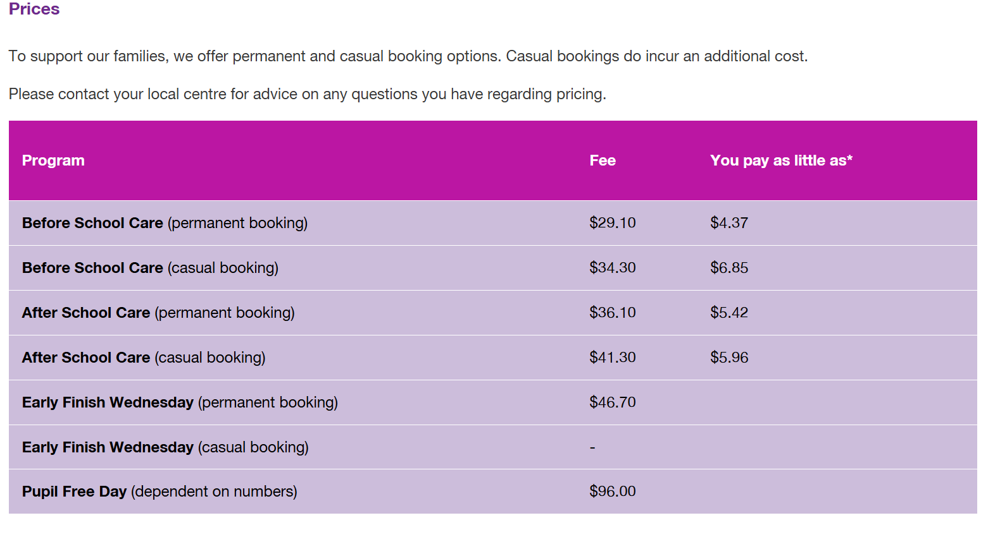 Prices
To support our families, we offer permanent and casual booking options. Casual bookings do incur an additional cost.
Please contact your local centre for advice on any questions you have regarding pricing.
Program Fee You pay as little as*
Before School Care (permanent booking) $29.10 $4.37
Before School Care (casual booking) $34.30 $6.85
After School Care (permanent booking) $36.10 $5.42
After School Care (casual booking) $41.30 $5.96
Early Finish Wednesday (permanent booking) $46.70
Early Finish Wednesday (casual booking) -
Pupil Free Day (dependent on numbers) $96.00